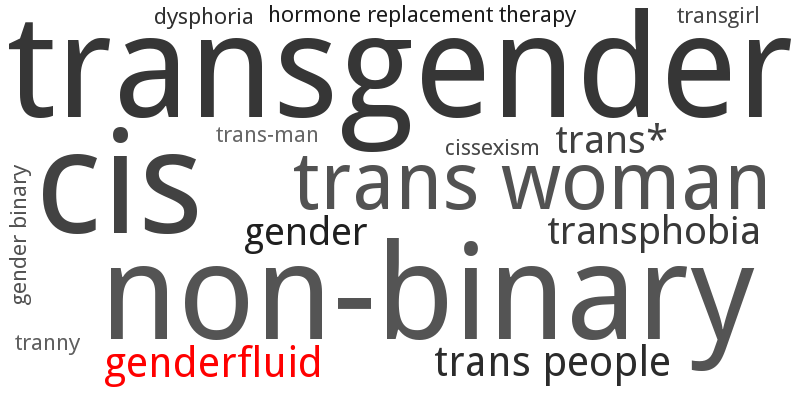 dysphoria
hormone replacement therapy
transgirl
transgender
trans-man
cissexism
trans*
cis
trans woman
gender binary
gender
transphobia
non-binary
tranny
genderfluid
trans people